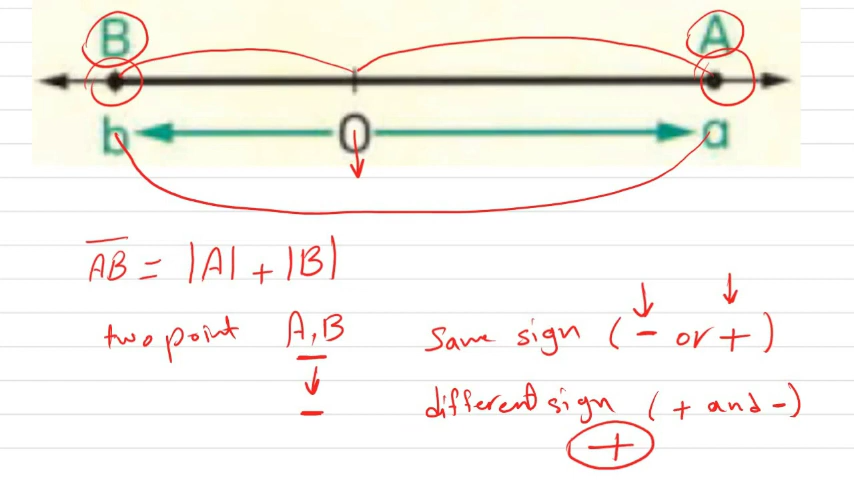 B A
b 0 a
AB = |A| + |B|
two point A,B same sign (- or +)
- different sign (+ and -)
+